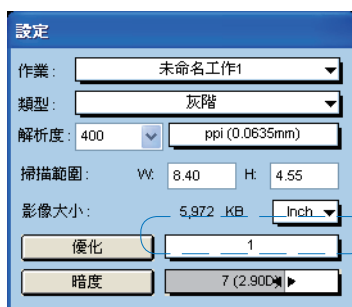 設定
作業： 未命名工作1
類型： 灰階
解析度： 400 ppi (0.0635mm)
掃描範圍： W: 8.40 H: 4.55
影像大小： 5,972 KB Inch
優化 1
暗度 7 (2.90D)